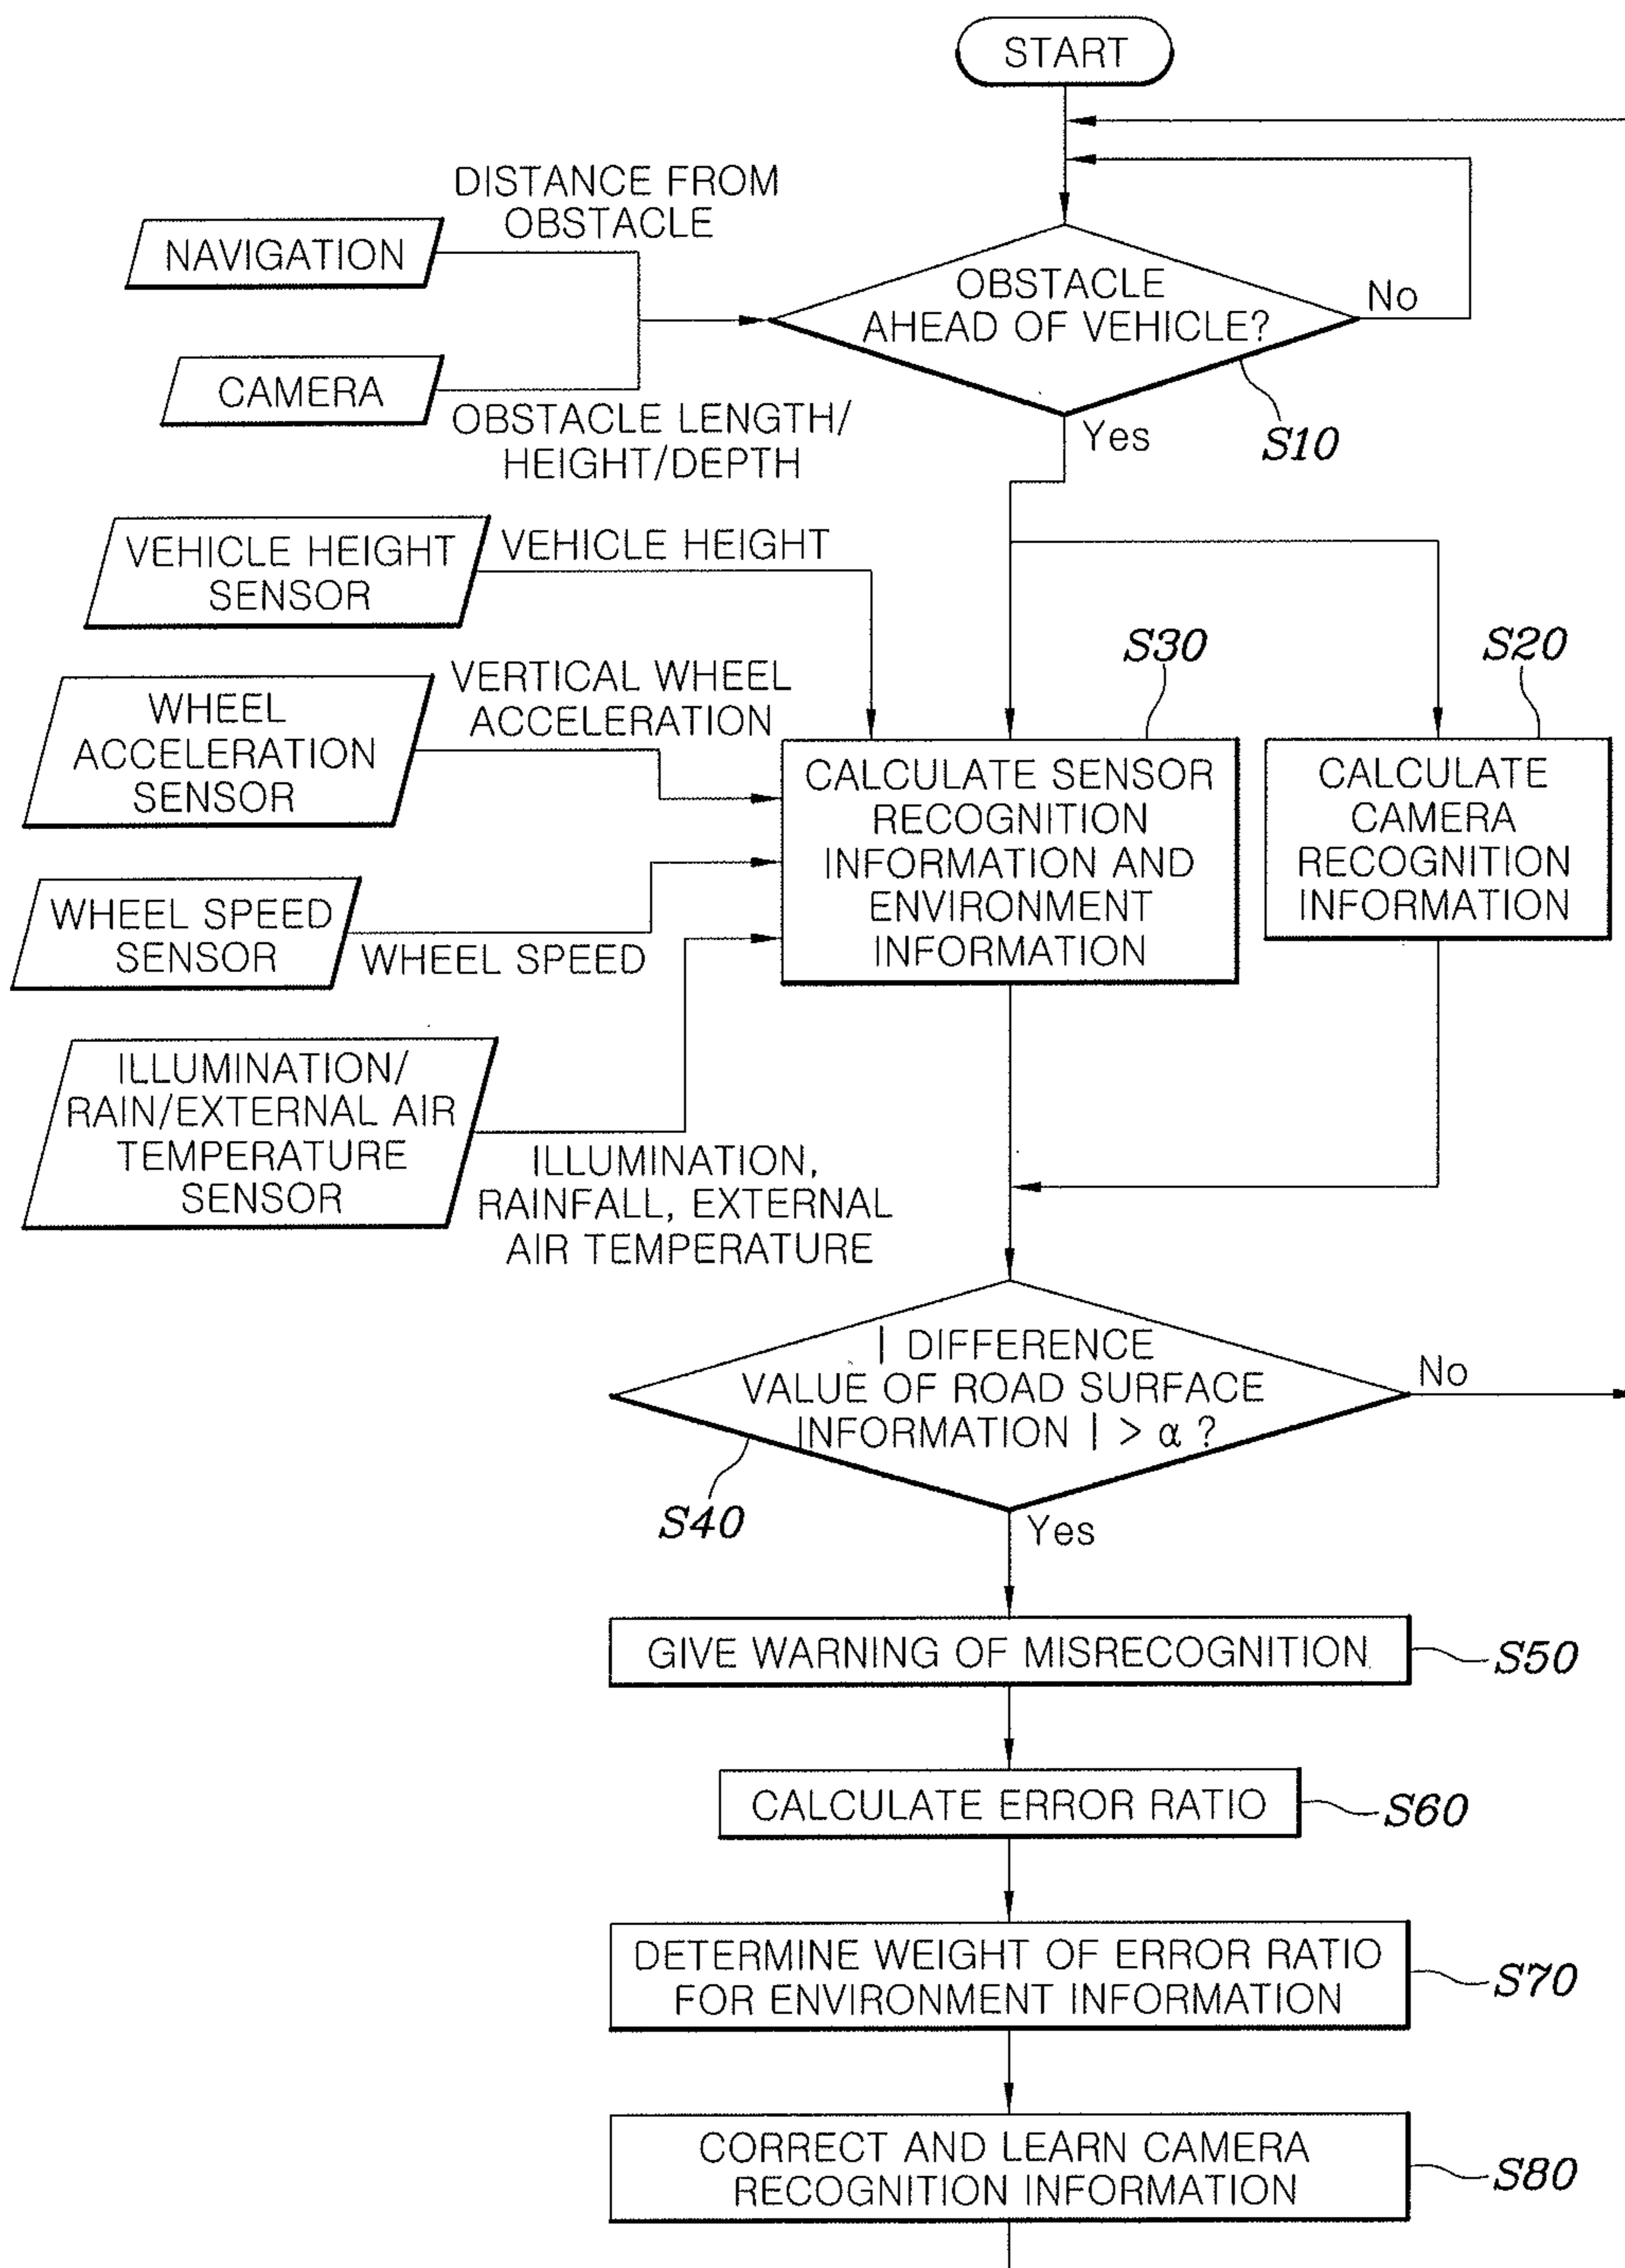 START
DISTANCE FROM
OBSTACLE
NAVIGATION
OBSTACLE
AHEAD OF VEHICLE?
No
CAMERA
OBSTACLE LENGTH/
HEIGHT/DEPTH
Yes
S10
VEHICLE HEIGHT
SENSOR
VEHICLE HEIGHT
S30
S20
WHEEL
ACCELERATION
SENSOR
VERTICAL WHEEL
ACCELERATION
CALCULATE SENSOR
RECOGNITION
INFORMATION AND
ENVIRONMENT
INFORMATION
CALCULATE
CAMERA
RECOGNITION
INFORMATION
WHEEL SPEED
SENSOR
WHEEL SPEED
ILLUMINATION/
RAIN/EXTERNAL AIR
TEMPERATURE
SENSOR
ILLUMINATION,
RAINFALL, EXTERNAL
AIR TEMPERATURE
| DIFFERENCE
VALUE OF ROAD SURFACE
INFORMATION | > α ?
No
S40
Yes
GIVE WARNING OF MISRECOGNITION
S50
CALCULATE ERROR RATIO
S60
DETERMINE WEIGHT OF ERROR RATIO
FOR ENVIRONMENT INFORMATION
S70
CORRECT AND LEARN CAMERA
RECOGNITION INFORMATION
S80